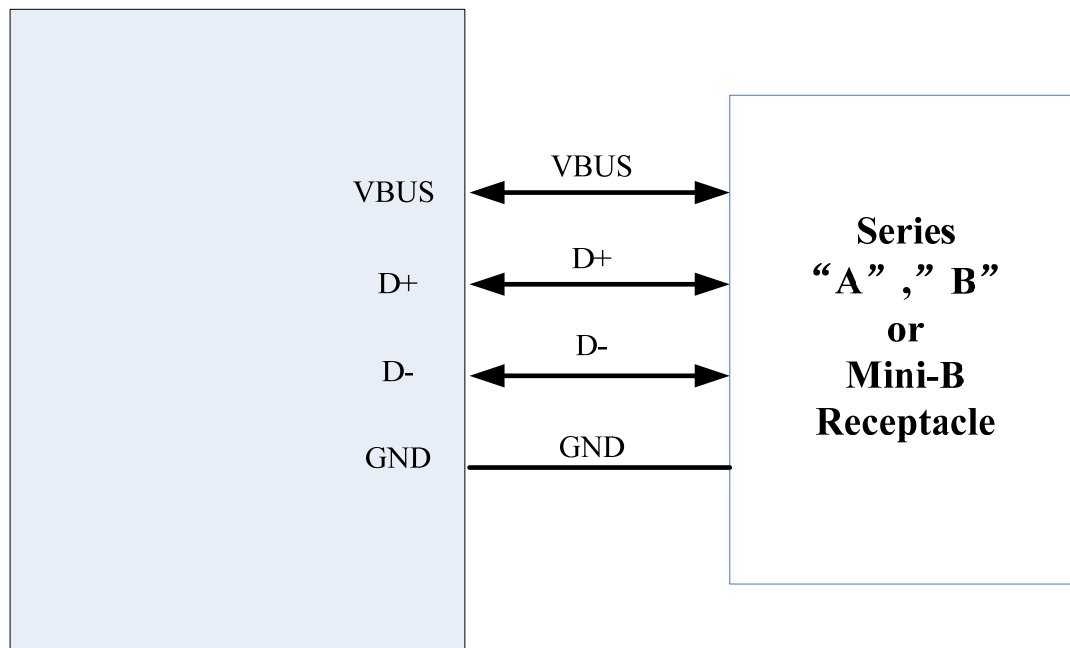 VBUS
VBUS
D+
D+
D-
D-
GND
GND
Series
“A” ,” B”
or
Mini-B
Receptacle